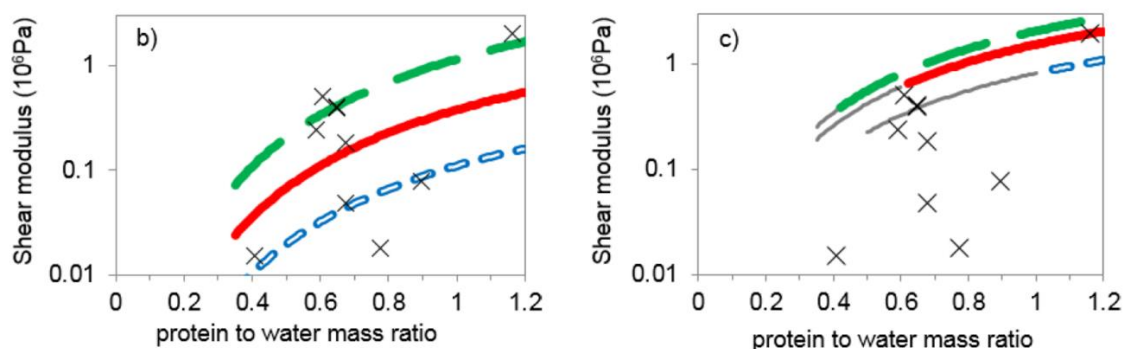 b)
Shear modulus (10⁶Pa)
1
0.1
0.01
0 0.2 0.4 0.6 0.8 1 1.2
protein to water mass ratio
c)
Shear modulus (10⁶Pa)
1
0.1
0.01
0 0.2 0.4 0.6 0.8 1 1.2
protein to water mass ratio